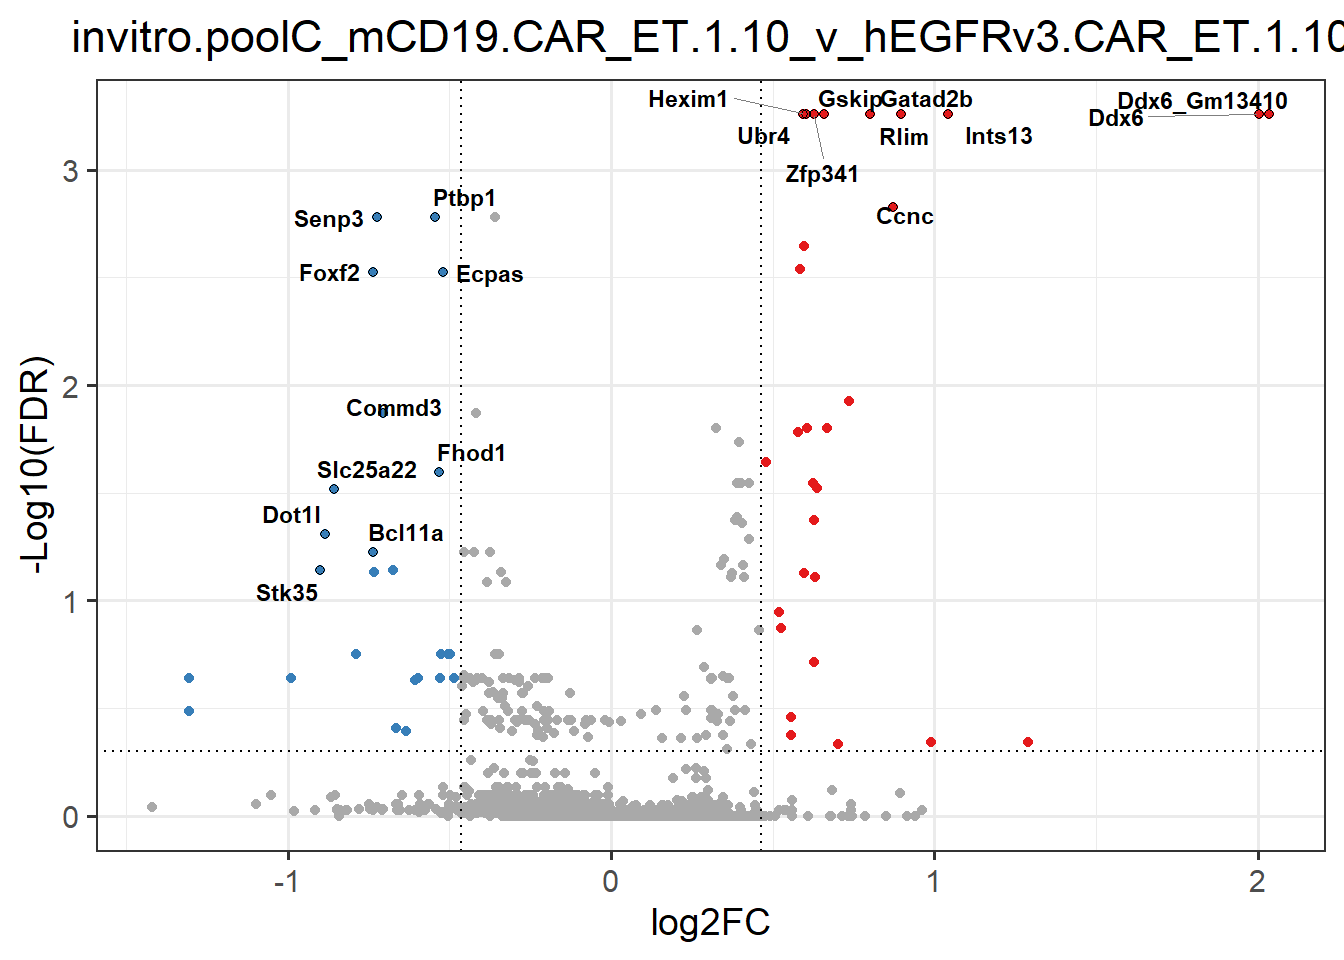 invitro.poolC_mCD19.CAR_ET.1.10_v_hEGFRv3.CAR_ET.1.10
-Log10(FDR)
3
2
1
0
Hexim1
Gskip
Gatad2b
Ddx6_Gm13410
Ddx6
Ubr4
Rlim
Ints13
Zfp341
Ptbp1
Senp3
Ccnc
Foxf2
Ecpas
Commd3
Fhod1
Slc25a22
Dot1l
Bcl11a
Stk35
-1
0
1
2
log2FC